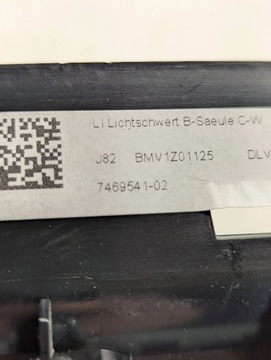 LI Lichtschwert B-Saeule C-W
J82 BMV1Z01125 DLV
7469541-02